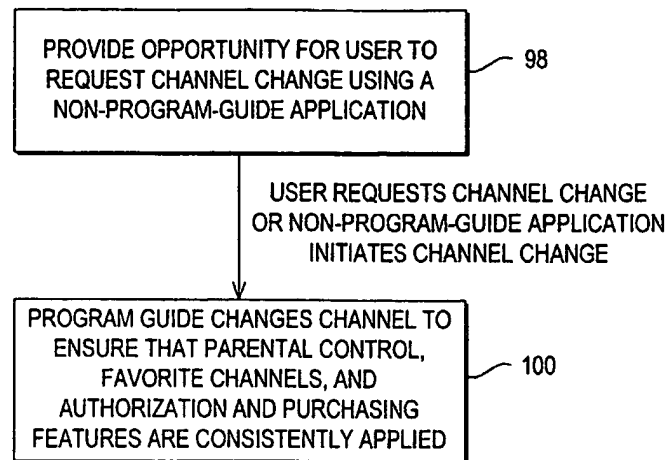 PROVIDE OPPORTUNITY FOR USER TO
REQUEST CHANNEL CHANGE USING A
NON-PROGRAM-GUIDE APPLICATION
98
USER REQUESTS CHANNEL CHANGE
OR NON-PROGRAM-GUIDE APPLICATION
INITIATES CHANNEL CHANGE
PROGRAM GUIDE CHANGES CHANNEL TO
ENSURE THAT PARENTAL CONTROL,
FAVORITE CHANNELS, AND
AUTHORIZATION AND PURCHASING
FEATURES ARE CONSISTENTLY APPLIED
100